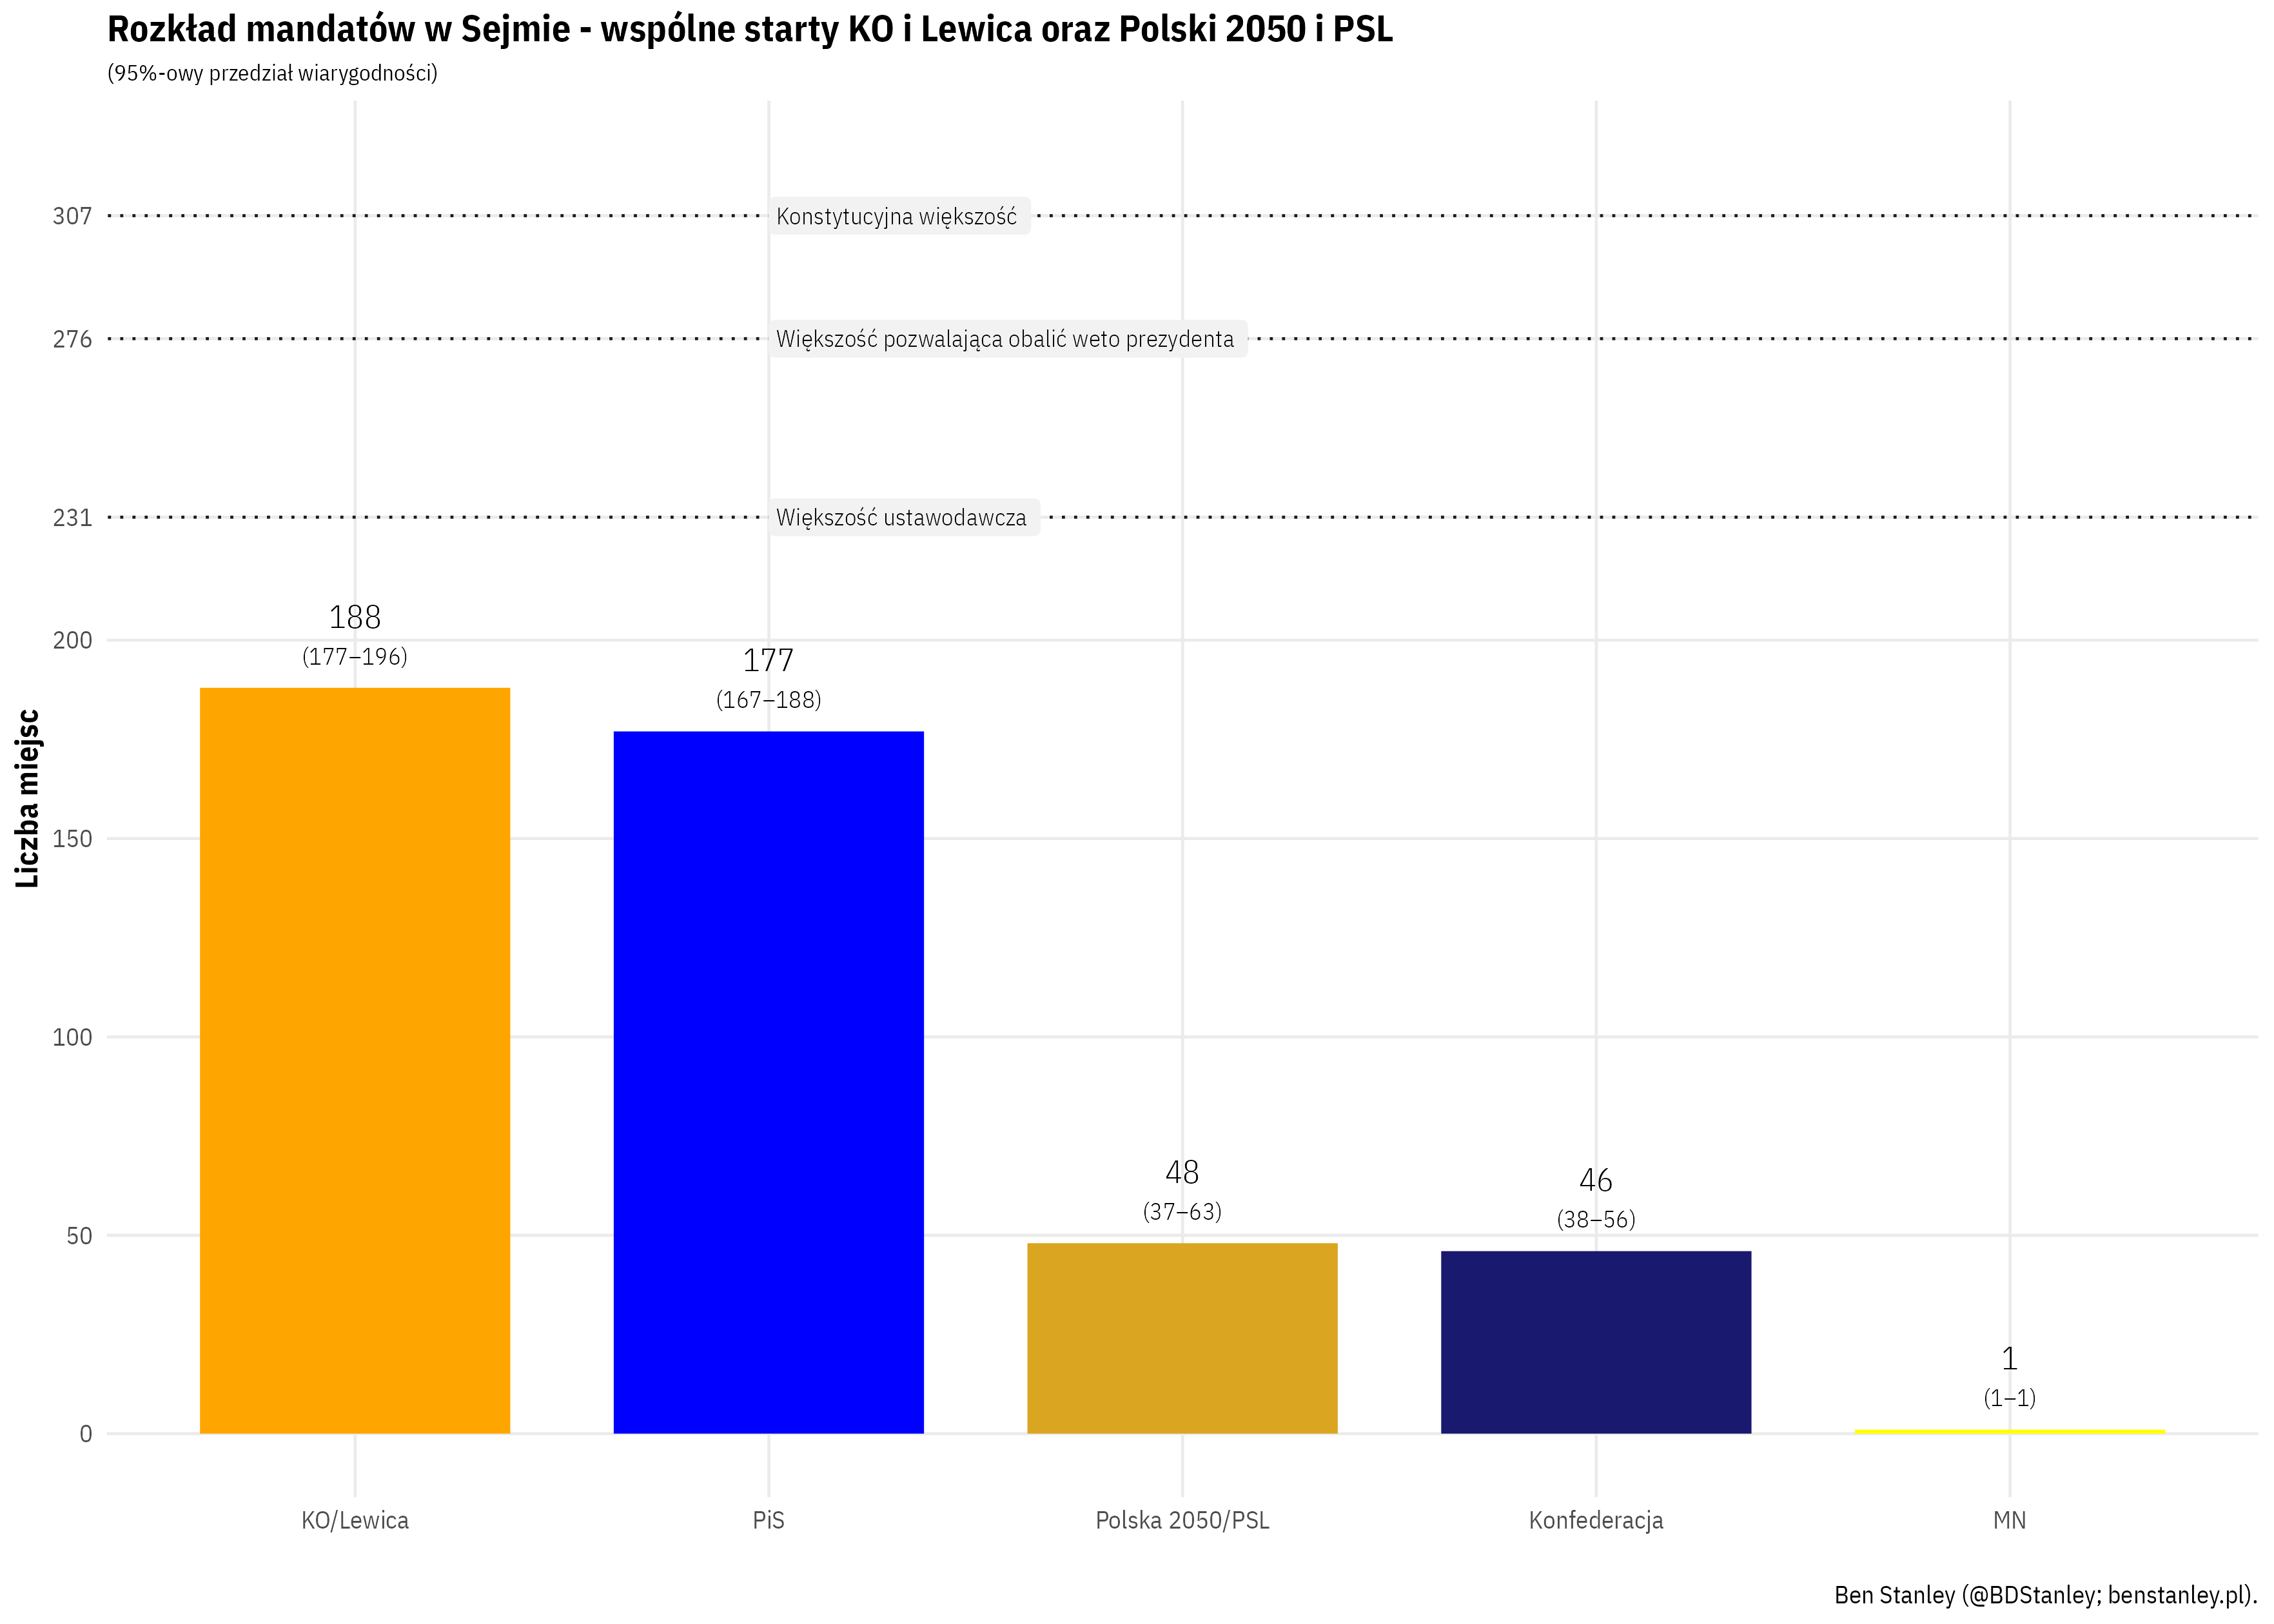 Rozkład mandatów w Sejmie - wspólne starty KO i Lewica oraz Polski 2050 i PSL
(95%-owy przedział wiarygodności)
307
Konstytucyjna większość
276
Większość pozwalająca obalić weto prezydenta
231
Większość ustawodawcza
188
(177–196)
177
(167–188)
48
(37–63)
46
(38–56)
1
(1–1)
200
150
100
50
0
Liczba miejsc
KO/Lewica
PiS
Polska 2050/PSL
Konfederacja
MN
Ben Stanley (@BDStanley; benstanley.pl).